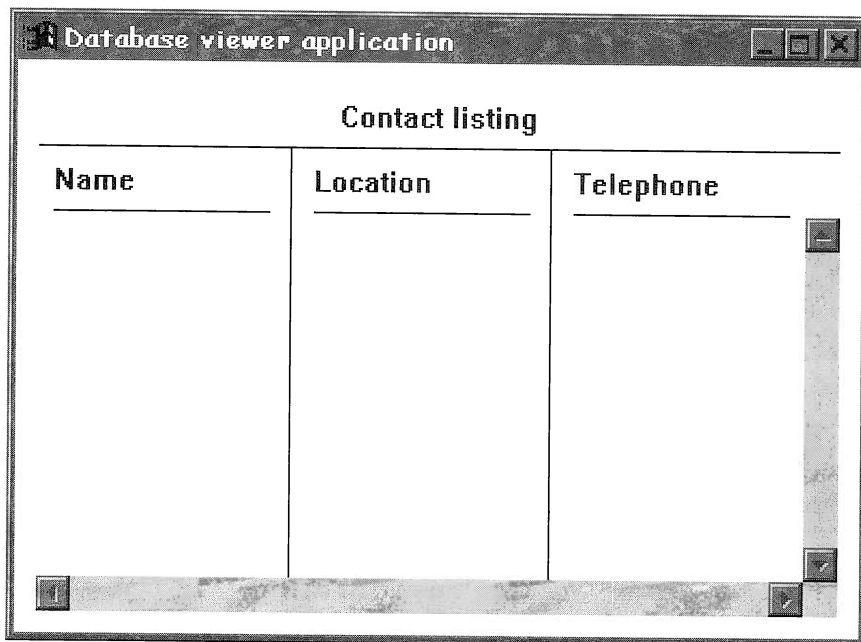 Database viewer application
Contact listing
Name Location Telephone